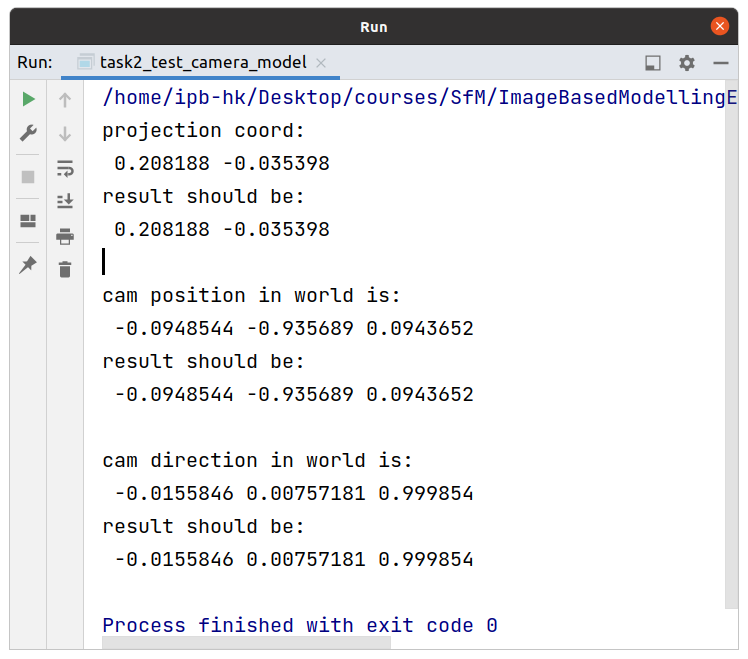 Run
Run: task2_test_camera_model
/home/ipb-hk/Desktop/courses/SfM/ImageBasedModellingE
projection coord:
0.208188 -0.035398
result should be:
0.208188 -0.035398
cam position in world is:
-0.0948544 -0.935689 0.0943652
result should be:
-0.0948544 -0.935689 0.0943652
cam direction in world is:
-0.0155846 0.00757181 0.999854
result should be:
-0.0155846 0.00757181 0.999854
Process finished with exit code 0